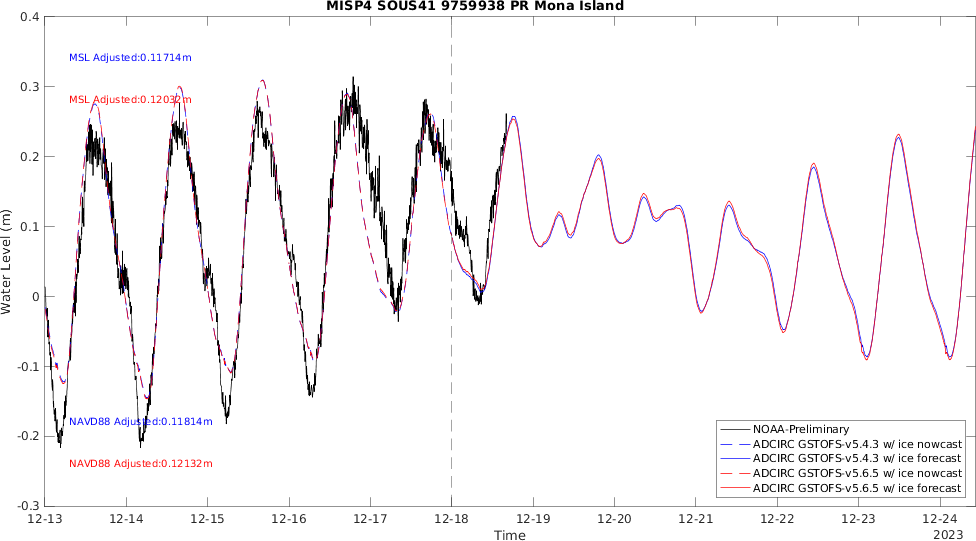 MISP4 SOUS41 9759938 PR Mona Island
0.4
0.3
0.2
0.1
0
-0.1
-0.2
-0.3
Water Level (m)
MSL Adjusted:0.11714m
MSL Adjusted:0.12032m
NAVD88 Adjusted:0.11814m
NAVD88 Adjusted:0.12132m
NOAA-Preliminary
ADCIRC GSTOFS-v5.4.3 w/ ice nowcast
ADCIRC GSTOFS-v5.4.3 w/ ice forecast
ADCIRC GSTOFS-v5.6.5 w/ ice nowcast
ADCIRC GSTOFS-v5.6.5 w/ ice forecast
12-13 12-14 12-15 12-16 12-17 12-18 12-19 12-20 12-21 12-22 12-23 12-24
Time
2023